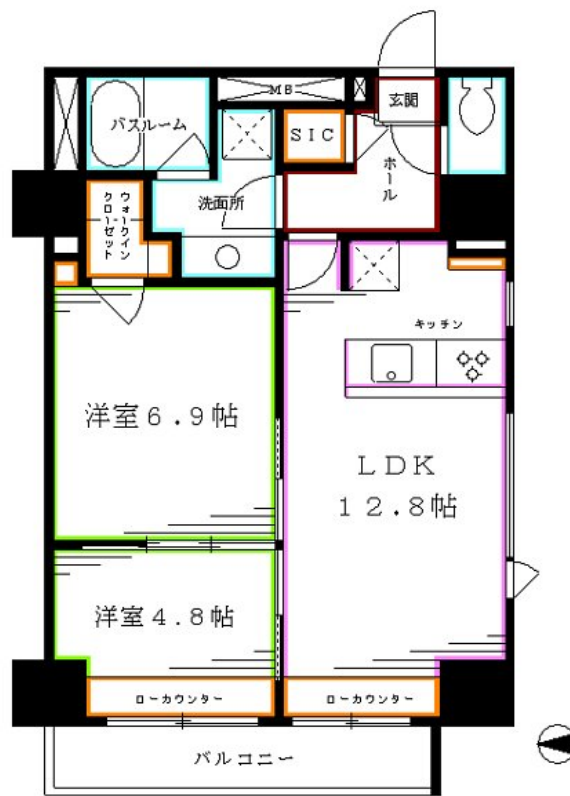 MB
玄関
バスルーム
SIC
ホール
洗面所
ウォークイン
クローゼット
キッチン
洋室6.9帖
LDK
12.8帖
洋室4.8帖
ローカウンター
ローカウンター
バルコニー